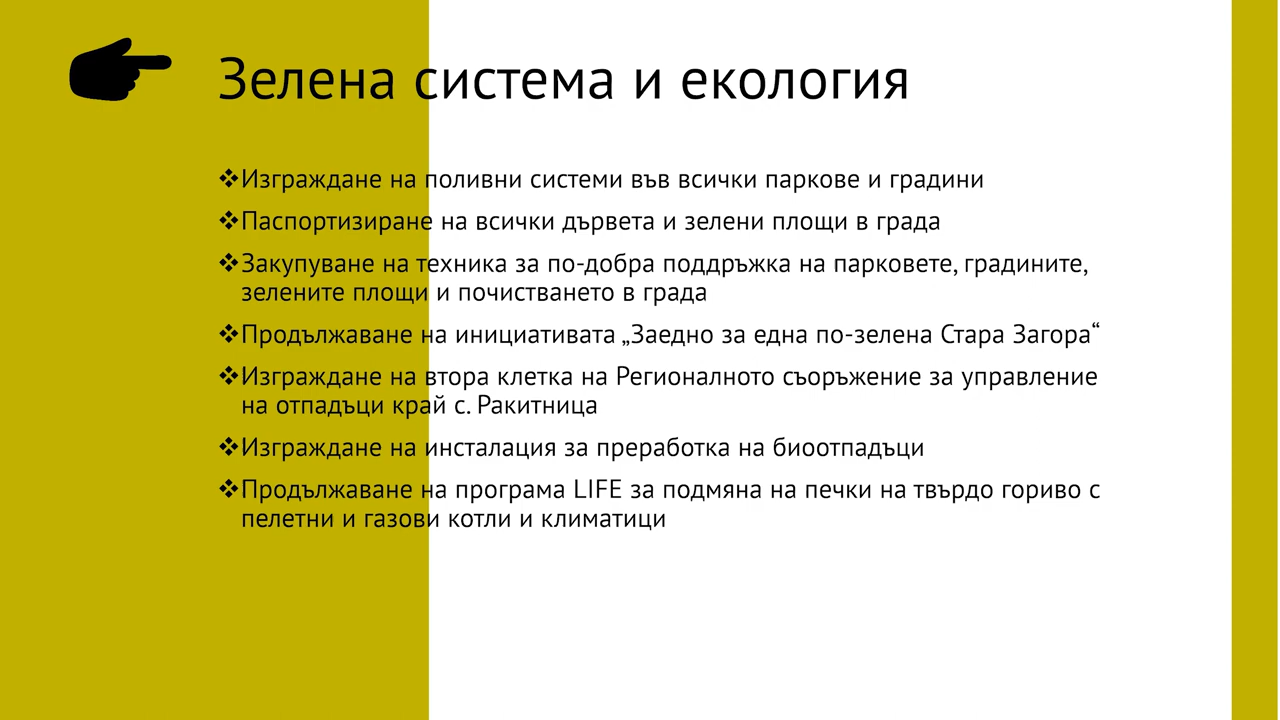 Зелена система и екология
❖Изграждане на поливни системи във всички паркове и градини
❖Паспортизиране на всички дървета и зелени площи в града
❖Закупуване на техника за по-добра поддръжка на парковете, градините,
зелените площи и почистването в града
❖Продължаване на инициативата „Заедно за една по-зелена Стара Загора“
❖Изграждане на втора клетка на Регионалното съоръжение за управление
на отпадъци край с. Ракитница
❖Изграждане на инсталация за преработка на биоотпадъци
❖Продължаване на програма LIFE за подмяна на печки на твърдо гориво с
пелетни и газови котли и климатици